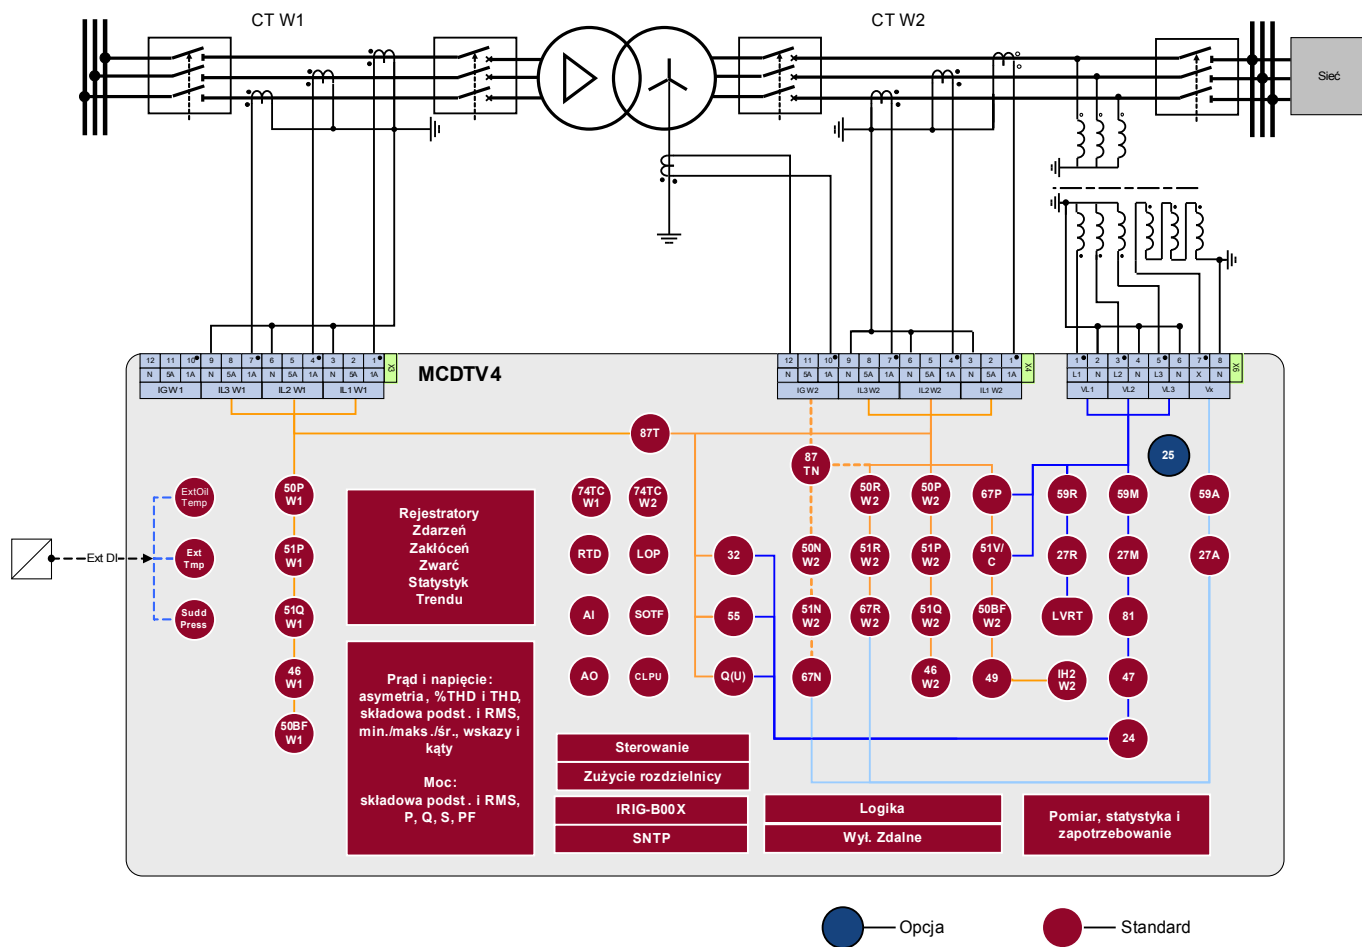 CT W1
CT W2
Sieć
MCDTV4
12 11 10 9 8 7 6 5 4 3 2 1
N 5A 1A N 5A 1A N 5A 1A N 5A 1A
IG W1 IL3 W1 IL2 W1 IL1 W1
X3
12 11 10 9 8 7 6 5 4 3 2 1
N 5A 1A N 5A 1A N 5A 1A N 5A 1A
IG W2 IL3 W2 IL2 W2 IL1 W2
X4
1 2 3 4 5 6 7 8
L1 N L2 N L3 N X N
VL1 VL2 VL3 Vx
X6
87T
87
TN
25
ExtOil
Temp
Ext
Tmp
Sudd
Press
Ext DI
50P
W1
51P
W1
51Q
W1
46
W1
50BF
W1
Rejestratory
Zdarzeń
Zakłóceń
Zwarć
Statystyk
Trendu
Prąd i napięcie:
asymetria, %THD i THD,
składowa podst. i RMS,
min./maks./śr., wskazy i
kąty
Moc:
składowa podst. i RMS,
P, Q, S, PF
74TC
W1
74TC
W2
RTD
LOP
AI
SOTF
AO
CLPU
32
55
Q(U)
50N
W2
51N
W2
67N
50R
W2
51R
W2
67R
W2
50P
W2
51P
W2
51Q
W2
46
W2
67P
51V/
C
50BF
W2
49
IH2
W2
59R
27R
LVRT
59M
27M
81
47
24
59A
27A
Sterowanie
Zużycie rozdzielnicy
IRIG-B00X
SNTP
Logika
Wył. Zdalne
Pomiar, statystyka i
zapotrzebowanie
Opcja
Standard